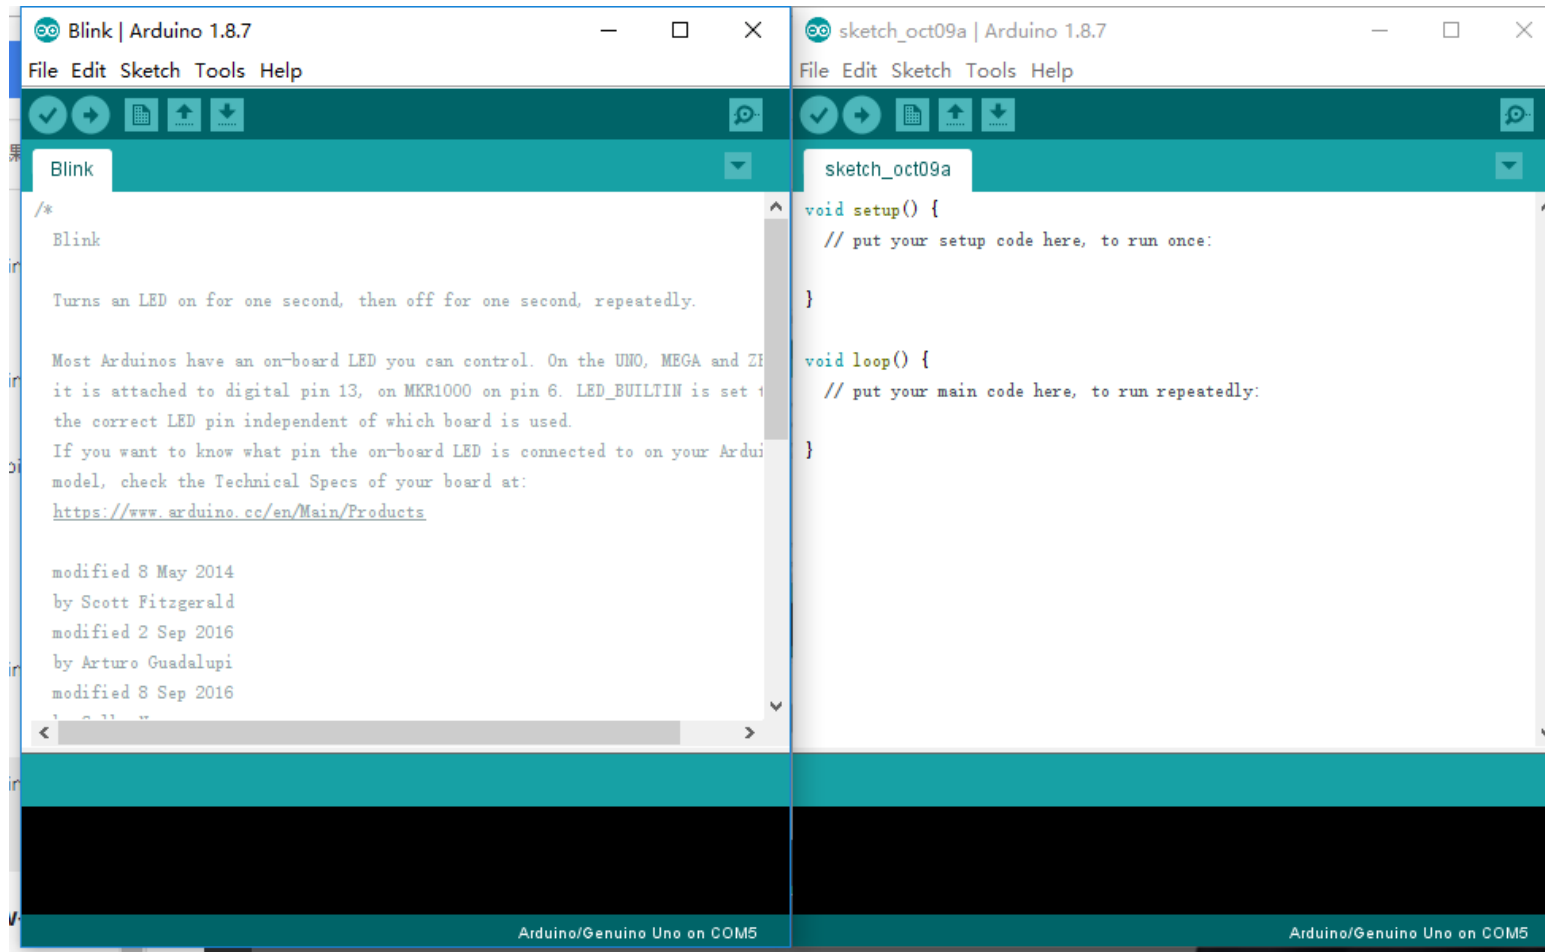 Blink | Arduino 1.8.7
File Edit Sketch Tools Help
Blink
/*
Blink
Turns an LED on for one second, then off for one second, repeatedly.
Most Arduinos have an on-board LED you can control. On the UNO, MEGA and
it is attached to digital pin 13, on MKR1000 on pin 6. LED_BUILTIN is set
the correct LED pin independent of which board is used.
If you want to know what pin the on-board LED is connected to on your Ardui
model, check the Technical Specs of your board at:
https://www.arduino.cc/en/Main/Products
modified 8 May 2014
by Scott Fitzgerald
modified 2 Sep 2016
by Arturo Guadalupi
modified 8 Sep 2016
Arduino/Genuino Uno on COM5
sketch_oct09a | Arduino 1.8.7
File Edit Sketch Tools Help
sketch_oct09a
void setup() {
// put your setup code here, to run once:
}
void loop() {
// put your main code here, to run repeatedly:
}
Arduino/Genuino Uno on COM5